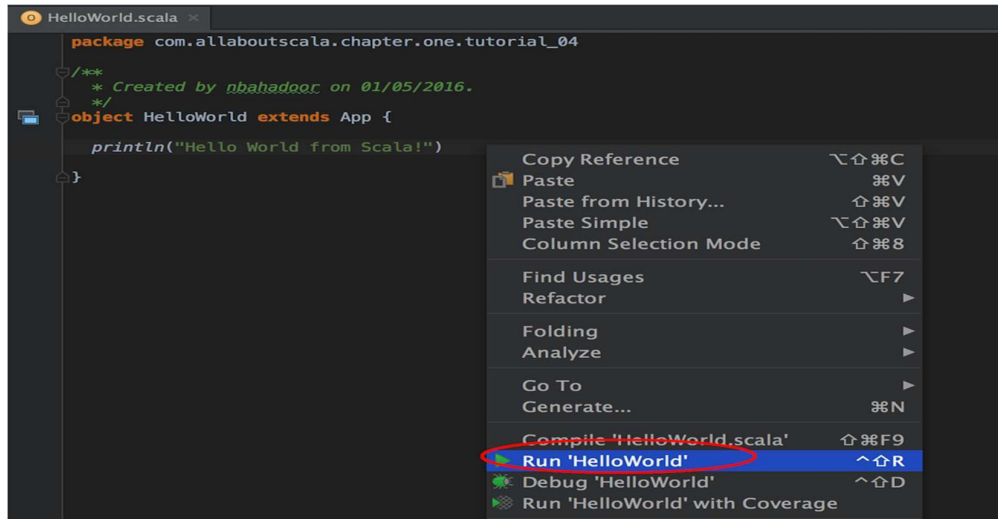 HelloWorld.scala ×
package com.allaboutscala.chapter.one.tutorial_04
/**
* Created by nbahadoor on 01/05/2016.
*/
object HelloWorld extends App {
println("Hello World from Scala!")
}
Copy Reference ⌥⇧⌘C
Paste ⌘V
Paste from History... ⇧⌘V
Paste Simple ⌥⇧⌘V
Column Selection Mode ⇧⌘8
Find Usages ⌥F7
Refactor
Folding
Analyze
Go To
Generate... ⌘N
Compile 'HelloWorld.scala' ⇧⌘F9
Run 'HelloWorld' ^⇧R
Debug 'HelloWorld' ^⇧D
Run 'HelloWorld' with Coverage